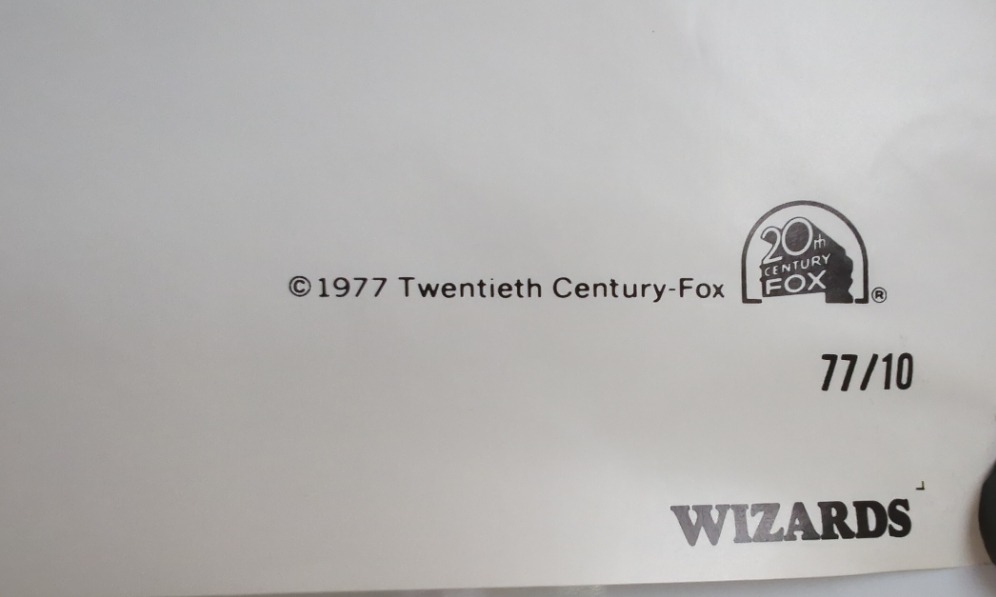 ©1977 Twentieth Century-Fox
20th
CENTURY
FOX
®
77/10
WIZARDS